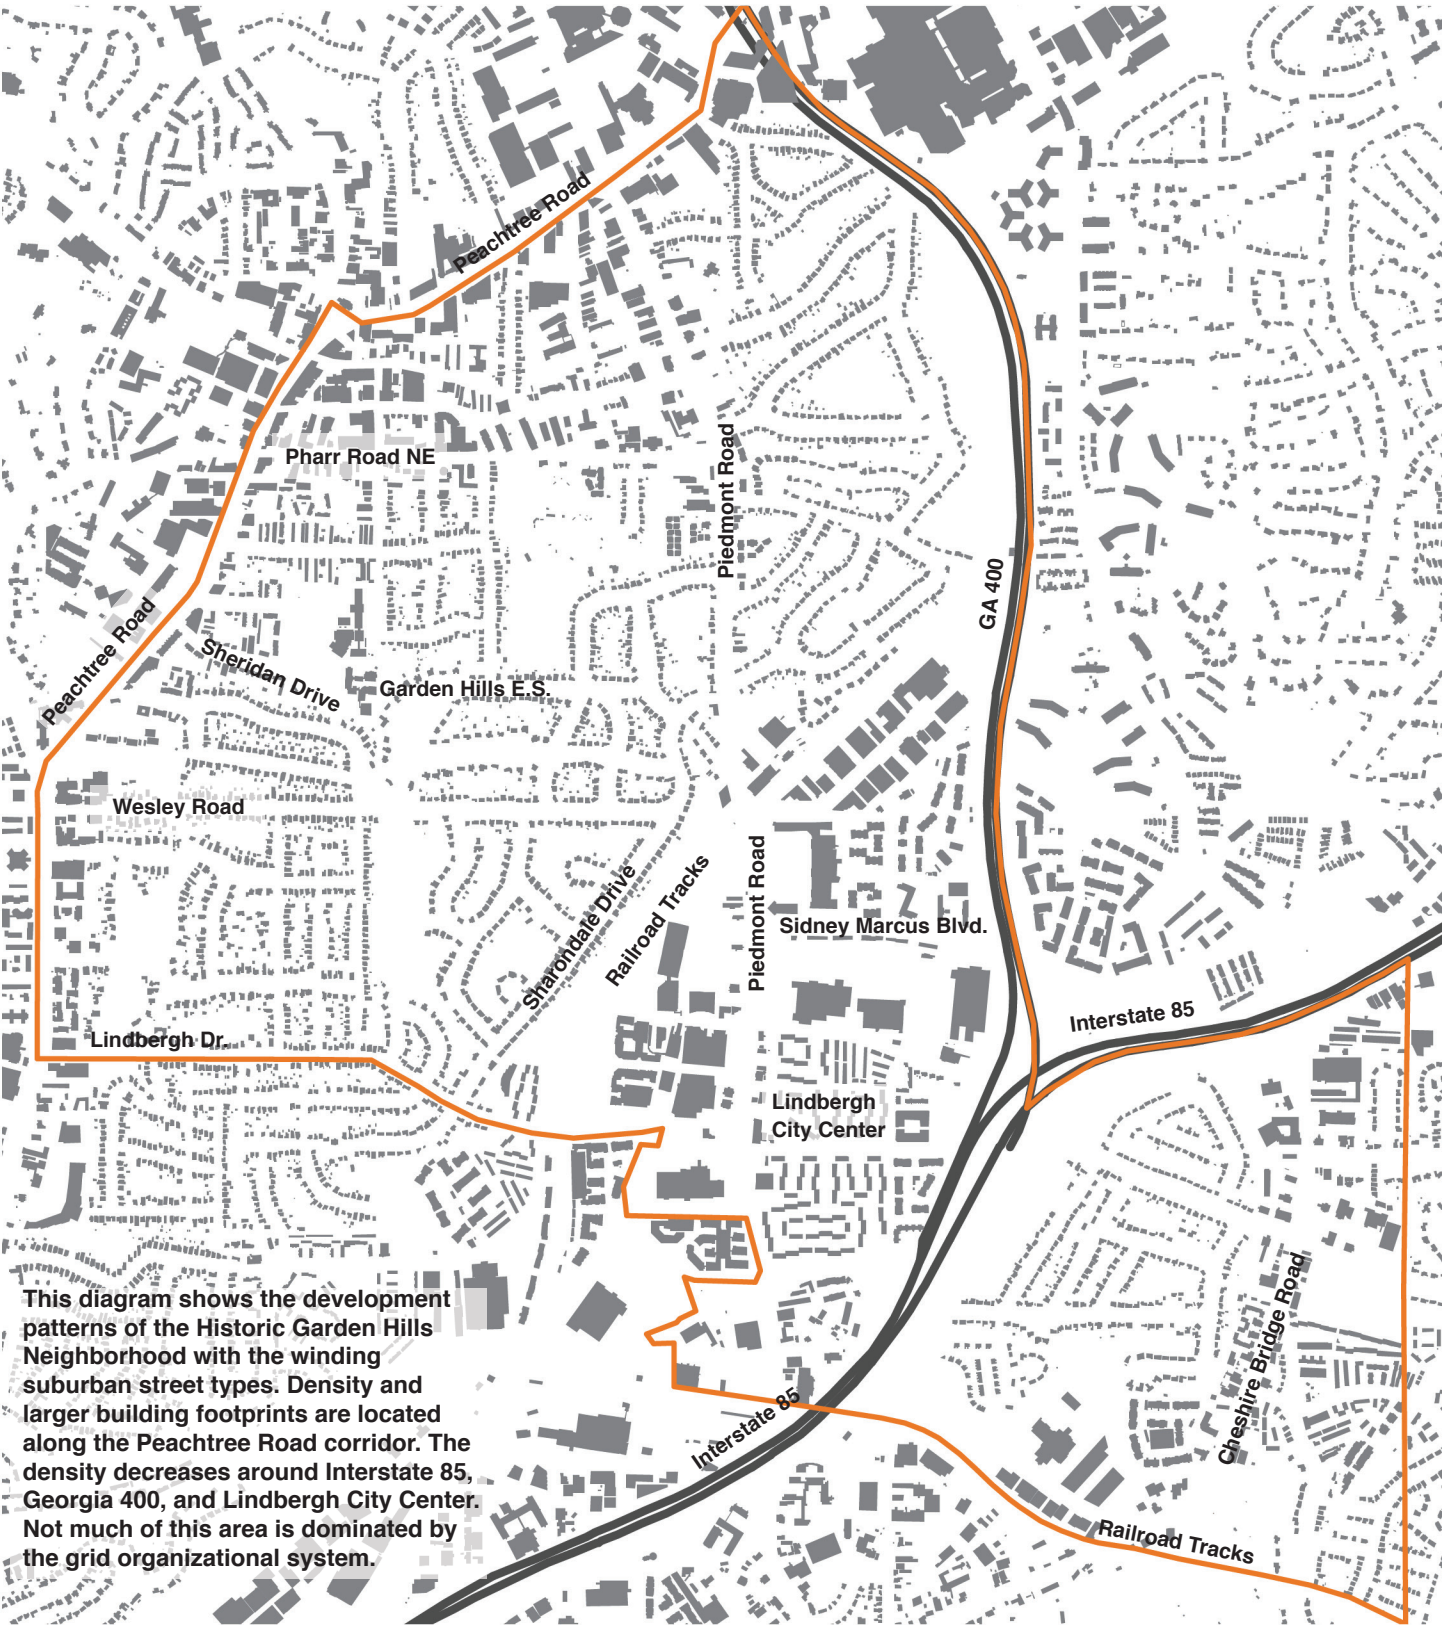 Peachtree Road
Pharr Road NE
Piedmont Road
GA 400
Peachtree Road
Sheridan Drive
Garden Hills E.S.
Wesley Road
Sharondale Drive
Railroad Tracks
Piedmont Road
Sidney Marcus Blvd.
Interstate 85
Lindbergh Dr.
Lindbergh
City Center
Cheshire Bridge Road
This diagram shows the development
patterns of the Historic Garden Hills
Neighborhood with the winding
suburban street types. Density and
larger building footprints are located
along the Peachtree Road corridor. The
density decreases around Interstate 85,
Georgia 400, and Lindbergh City Center.
Not much of this area is dominated by
the grid organizational system.
Interstate 85
Railroad Tracks